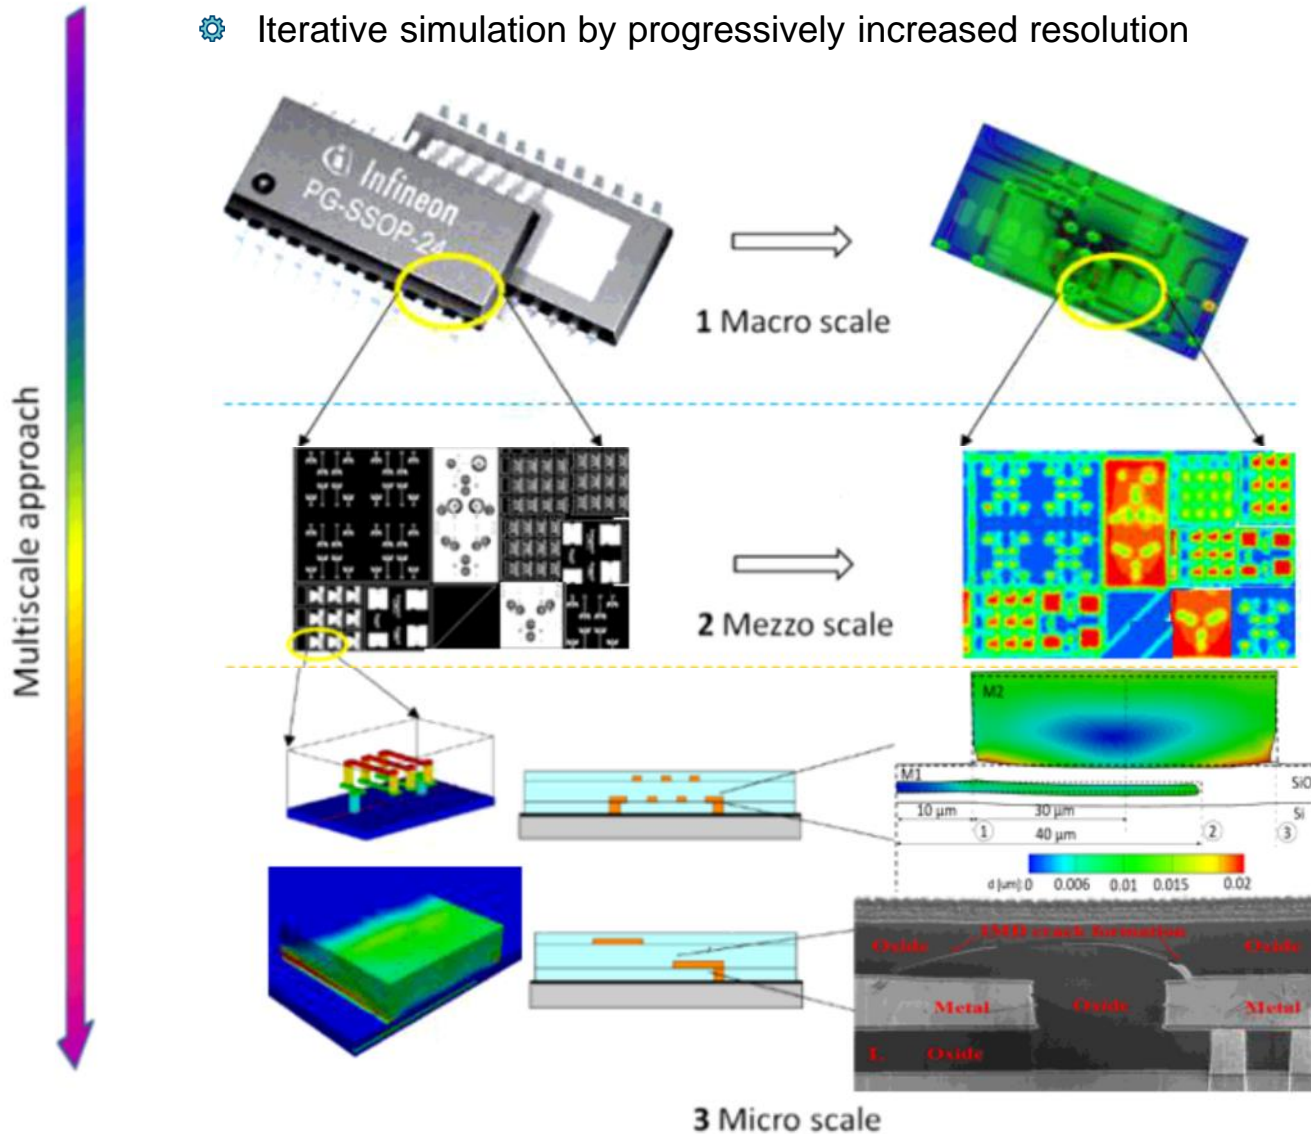 Iterative simulation by progressively increased resolution
Multiscale approach
Infineon
PG-SSOP-24
1 Macro scale
2 Mezzo scale
M2
M1
SiO
Si
10 µm
30 µm
40 µm
1
2
3
d [µm]: 0 0.006 0.01 0.015 0.02
IMD crack formation
Oxide
Oxide
Metal
Oxide
Metal
Oxide
3 Micro scale